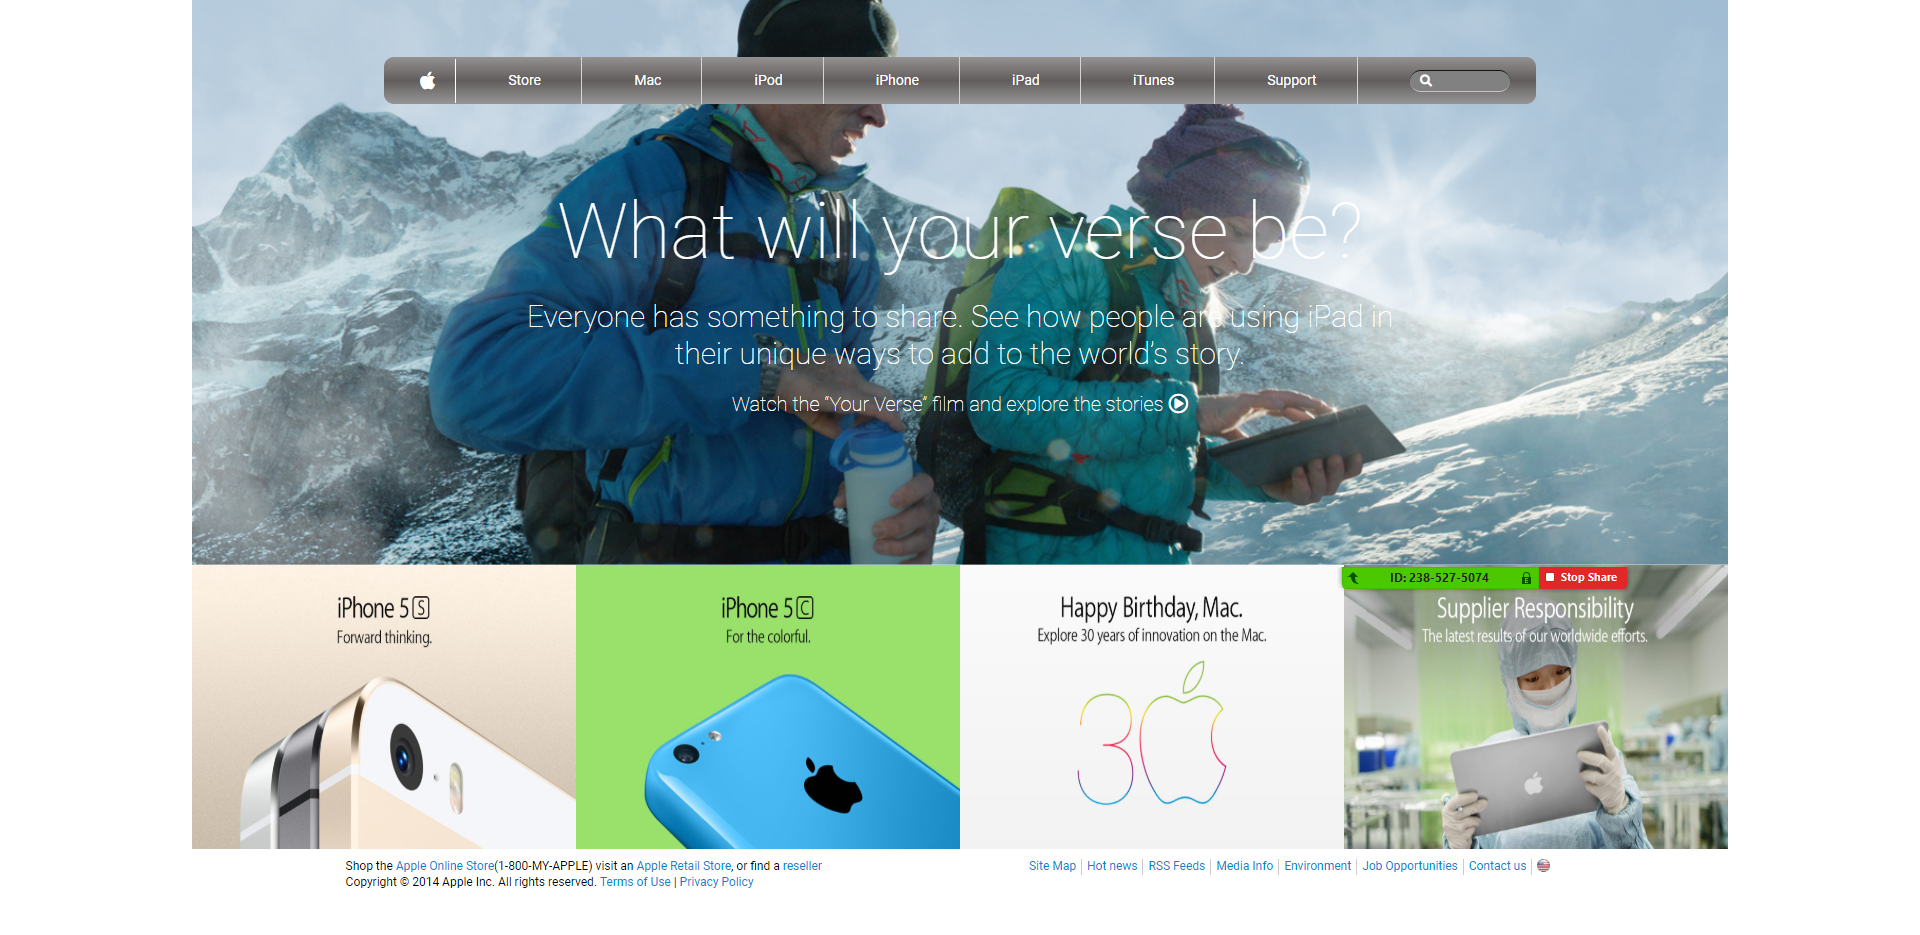 Store Mac iPod iPhone iPad iTunes Support
What will your verse be?
Everyone has something to share. See how people are using iPad in
their unique ways to add to the world's story.
Watch the “Your Verse” film and explore the stories
ID: 238-527-5074 Stop Share
iPhone 5S
Forward thinking.
iPhone 5C
For the colorful.
Happy Birthday, Mac.
Explore 30 years of innovation on the Mac.
30
Supplier Responsibility
The latest results of our worldwide efforts.
Shop the Apple Online Store(1-800-MY-APPLE) visit an Apple Retail Store, or find a reseller
Copyright © 2014 Apple Inc. All rights reserved. Terms of Use | Privacy Policy
Site Map Hot news RSS Feeds Media Info Environment Job Opportunities Contact us